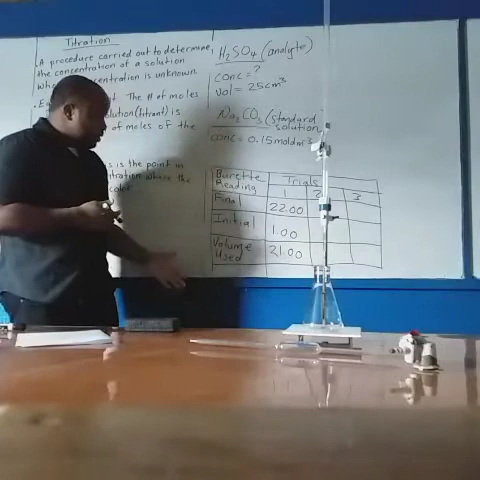 Titration
.A procedure carried out to determine
the concentration of a solution
concentration is unknown
The # of moles
solution(titrant) is
of moles of the
is the point in
where the
H₂SO₄ (analyte)
conc = ?
vol = 25cm³
Na₂CO₃ (standard
solution
conc = 0.15moldm⁻³
Burette Reading Trials
1 2 3
Final 22.00
Initial 1.00
Volume Used 21.00